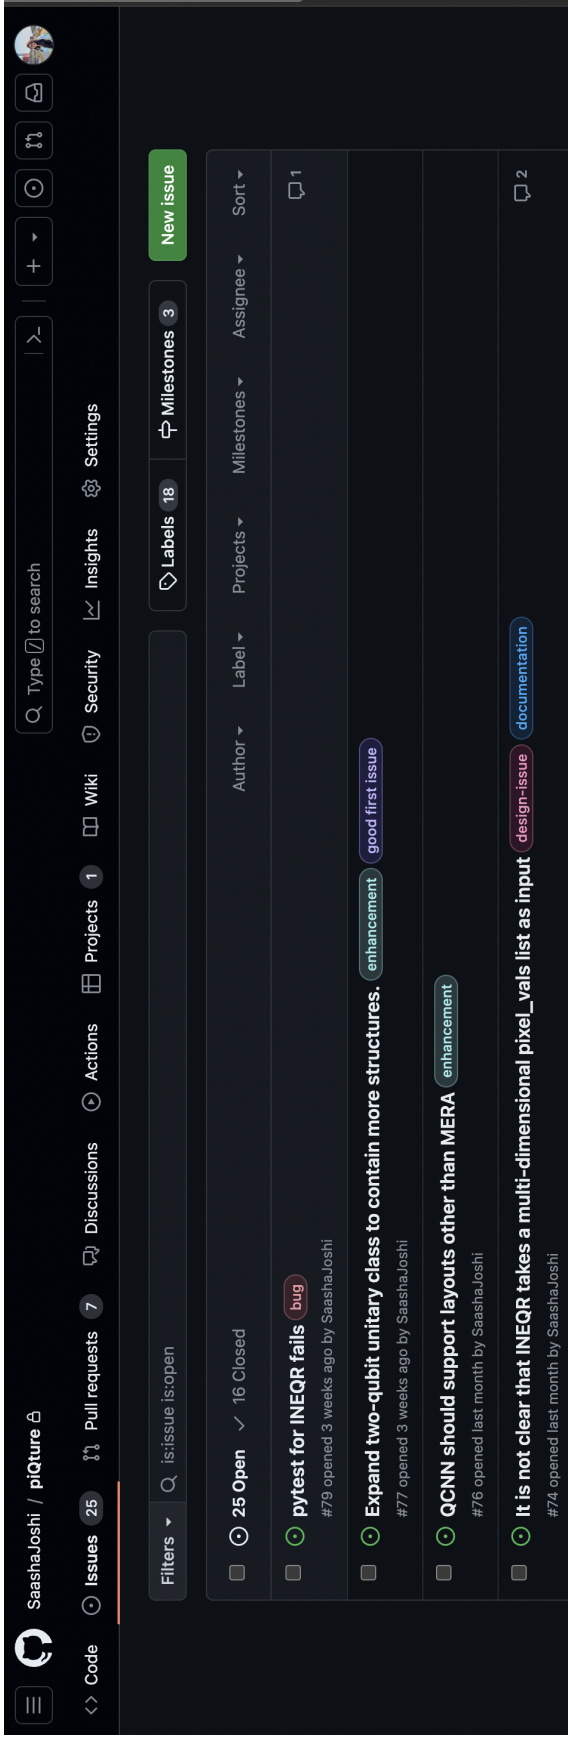 SaashaJoshi / piQture
Type / to search
Code
Issues 25
Pull requests 7
Discussions
Actions
Projects 1
Wiki
Security
Insights
Settings
Filters
is:issue is:open
Labels 18
Milestones 3
New issue
25 Open
16 Closed
Author
Label
Projects
Milestones
Assignee
Sort
pytest for INEQR fails bug
1
#79 opened 3 weeks ago by SaashaJoshi
Expand two-qubit unitary class to contain more structures. enhancement good first issue
#77 opened 3 weeks ago by SaashaJoshi
QCNN should support layouts other than MERA enhancement
#76 opened last month by SaashaJoshi
It is not clear that INEQR takes a multi-dimensional pixel_vals list as input design-issue documentation
2
#74 opened last month by SaashaJoshi